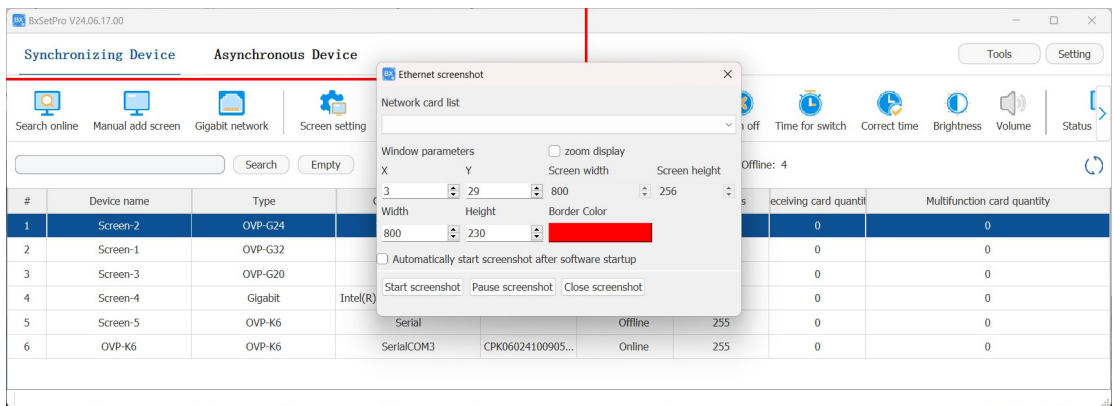 BX BxSetPro V24.06.17.00
Synchronizing Device Asynchronous Device Tools Setting
Search online Manual add screen Gigabit network Screen setting off Time for switch Correct time Brightness Volume Status
Search Empty Offline: 4
# Device name Type eceiving card quantit Multifunction card quantity
1 Screen-2 OVP-G24 0 0
2 Screen-1 OVP-G32 0 0
3 Screen-3 OVP-G20 0 0
4 Screen-4 Gigabit Intel(R) 0 0
5 Screen-5 OVP-K6 Serial Offline 255 0 0
6 OVP-K6 OVP-K6 SerialCOM3 CPK06024100905... Online 255 0 0
BX Ethernet screenshot
Network card list
Window parameters zoom display
X Y Screen width Screen height
3 29 800 256
Width Height Border Color
800 230
Automatically start screenshot after software startup
Start screenshot Pause screenshot Close screenshot